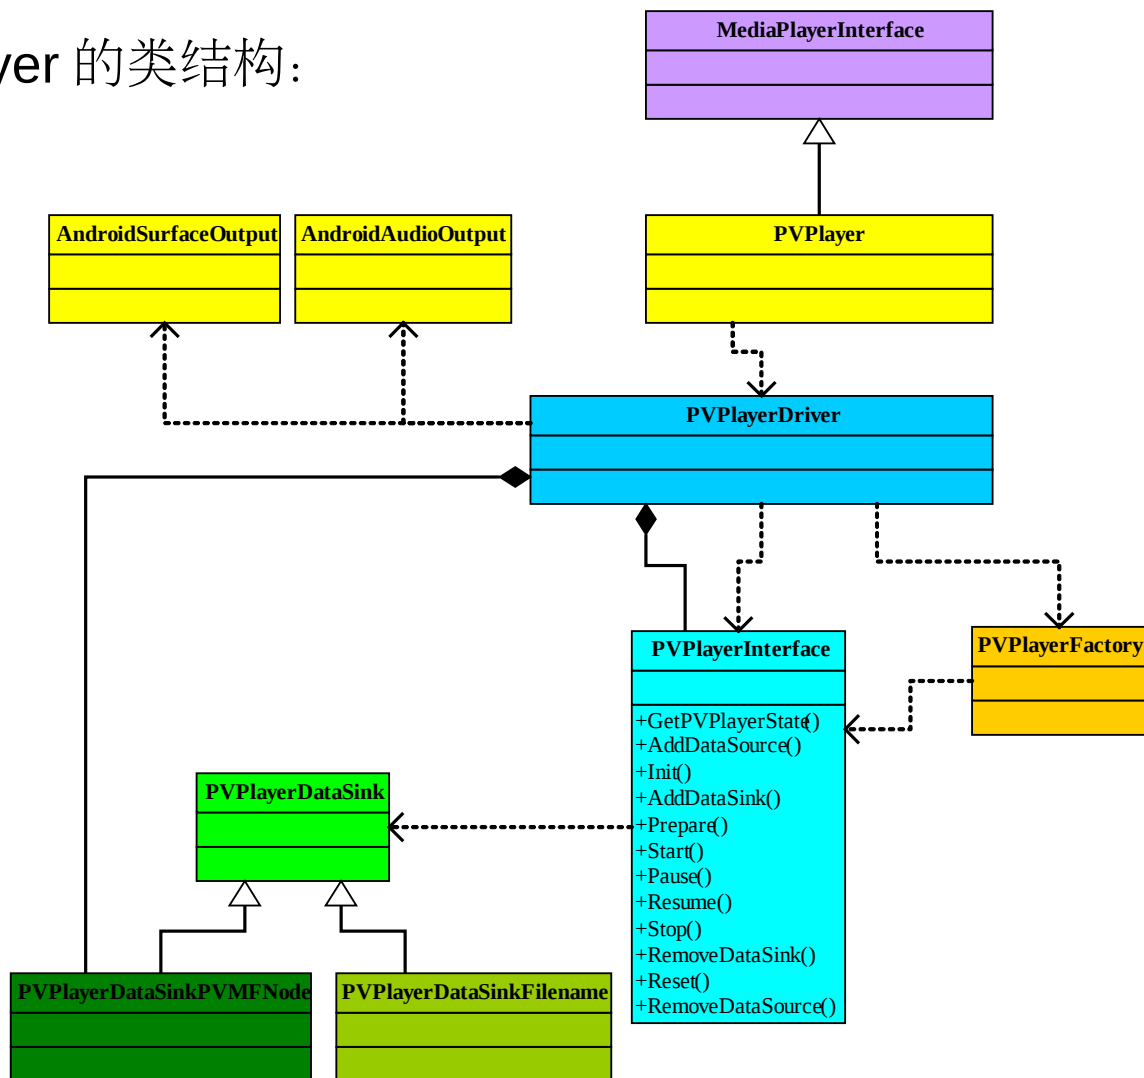 yer 的类结构:
MediaPlayerInterface
AndroidSurfaceOutput
AndroidAudioOutput
PVPlayer
PVPlayerDriver
PVPlayerInterface
+GetPVPlayerState()
+AddDataSource()
+Init()
+AddDataSink()
+Prepare()
+Start()
+Pause()
+Resume()
+Stop()
+RemoveDataSink()
+Reset()
+RemoveDataSource()
PVPlayerFactory
PVPlayerDataSink
PVPlayerDataSinkPVMFNode
PVPlayerDataSinkFilename